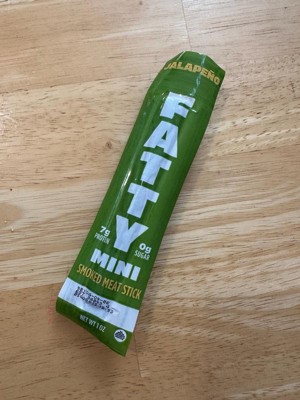 JALAPEÑO
FATTY
7g
PROTEIN
0g
SUGAR
MINI
SMOKED MEAT STICK
NET WT 1 OZ